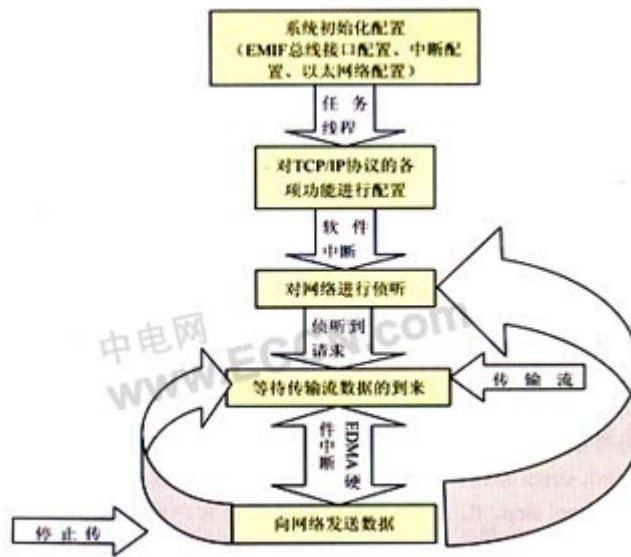 系统初始化配置
（EMIF总线接口配置、中断配
置、以太网络配置）
任 务
线程
对TCP/IP协议的各
项功能进行配置
软 件
中断
对网络进行侦听
侦听到
请求
中电网
www.ECCN.com
等待传输流数据的到来
传 输 流
EDMA硬
件中断
向网络发送数据
停 止 传